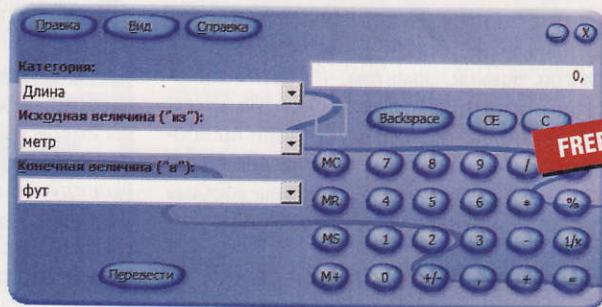 Правка Вид Справка X
Категория:
0,
Длина
Исходная величина ("из"):
Backspace CE C
метр
FREE
Конечная величина ("в"):
MC 7 8 9 /
фут
MR 4 5 6 * %
MS 1 2 3 - 1/x
Перевести
M+ 0 +/- , + =